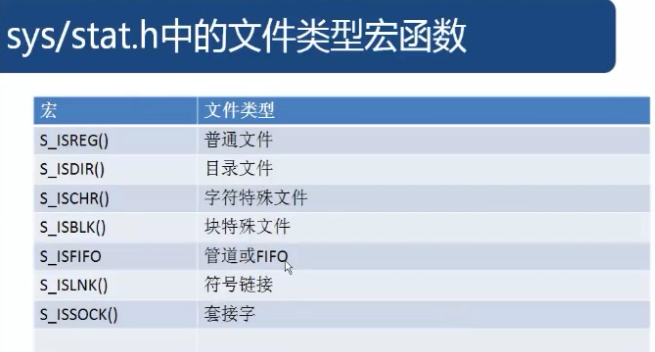 sys/stat.h中的文件类型宏函数
宏 文件类型
S_ISREG() 普通文件
S_ISDIR() 目录文件
S_ISCHR() 字符特殊文件
S_ISBLK() 块特殊文件
S_ISFIFO 管道或FIFO
S_ISLNK() 符号链接
S_ISSOCK() 套接字